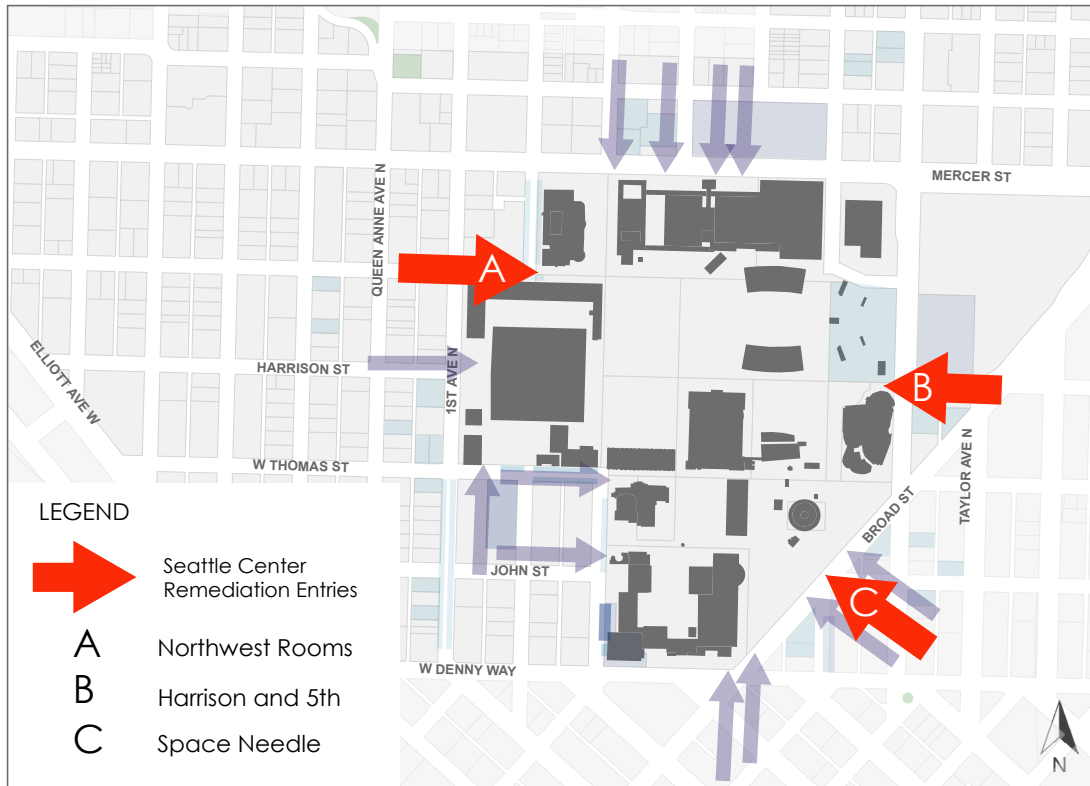 MERCER ST
QUEEN ANNE AVE N
A
1ST AVE N
HARRISON ST
ELLIOTT AVE W
B
W THOMAS ST
TAYLOR AVE N
BROAD ST
JOHN ST
C
W DENNY WAY
LEGEND
Seattle Center
Remediation Entries
A Northwest Rooms
B Harrison and 5th
C Space Needle
N